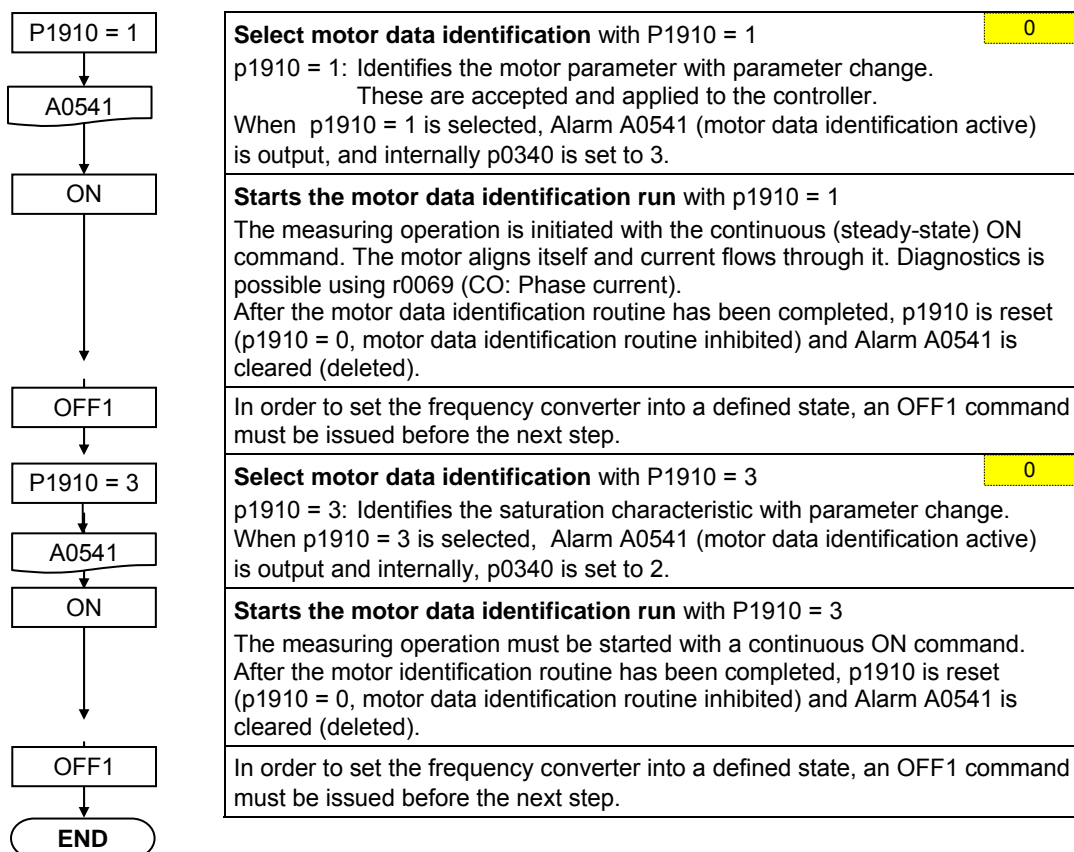 P1910 = 1
Select motor data identification with P1910 = 1
0
p1910 = 1: Identifies the motor parameter with parameter change.
These are accepted and applied to the controller.
A0541
When p1910 = 1 is selected, Alarm A0541 (motor data identification active)
is output, and internally p0340 is set to 3.
ON
Starts the motor data identification run with p1910 = 1
The measuring operation is initiated with the continuous (steady-state) ON
command. The motor aligns itself and current flows through it. Diagnostics is
possible using r0069 (CO: Phase current).
After the motor data identification routine has been completed, p1910 is reset
(p1910 = 0, motor data identification routine inhibited) and Alarm A0541 is
cleared (deleted).
OFF1
In order to set the frequency converter into a defined state, an OFF1 command
must be issued before the next step.
P1910 = 3
Select motor data identification with P1910 = 3
0
p1910 = 3: Identifies the saturation characteristic with parameter change.
A0541
When p1910 = 3 is selected, Alarm A0541 (motor data identification active)
is output and internally, p0340 is set to 2.
ON
Starts the motor data identification run with P1910 = 3
The measuring operation must be started with a continuous ON command.
After the motor identification routine has been completed, p1910 is reset
(p1910 = 0, motor data identification routine inhibited) and Alarm A0541 is
cleared (deleted).
OFF1
In order to set the frequency converter into a defined state, an OFF1 command
must be issued before the next step.
END